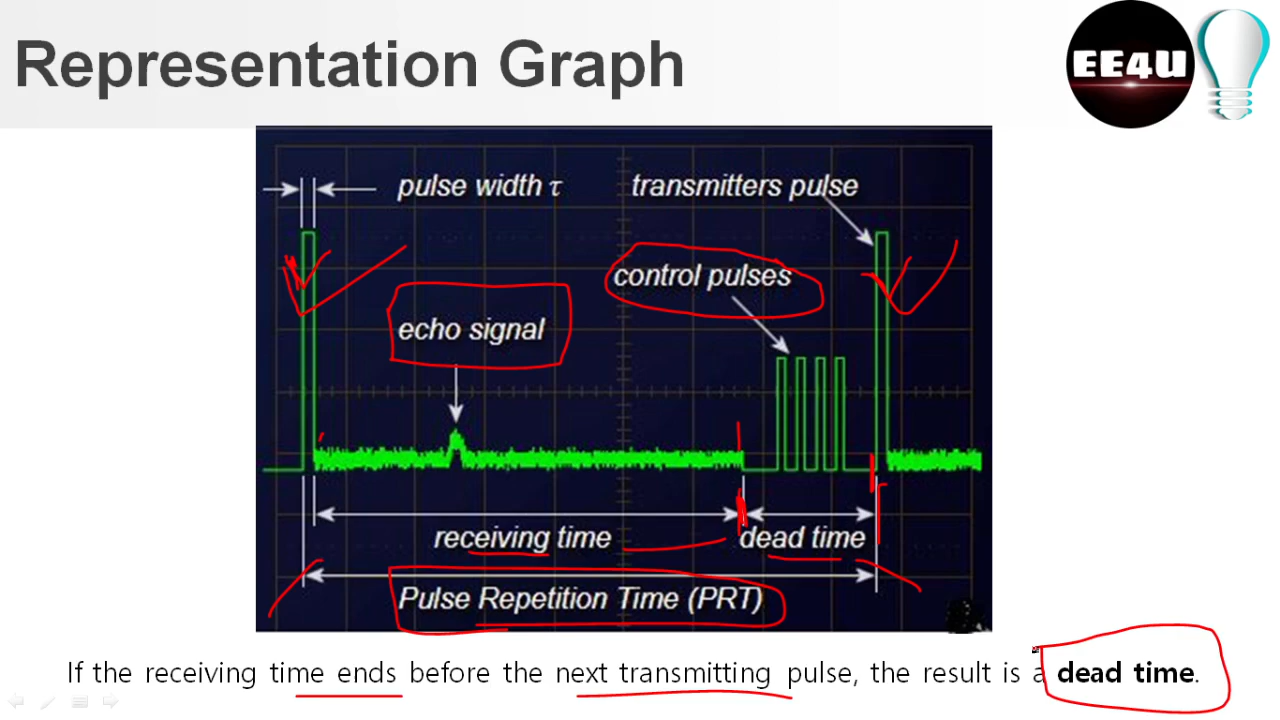 Representation Graph
EE4U
pulse width τ
transmitters pulse
control pulses
echo signal
receiving time
dead time
Pulse Repetition Time (PRT)
If the receiving time ends before the next transmitting pulse, the result is a dead time.